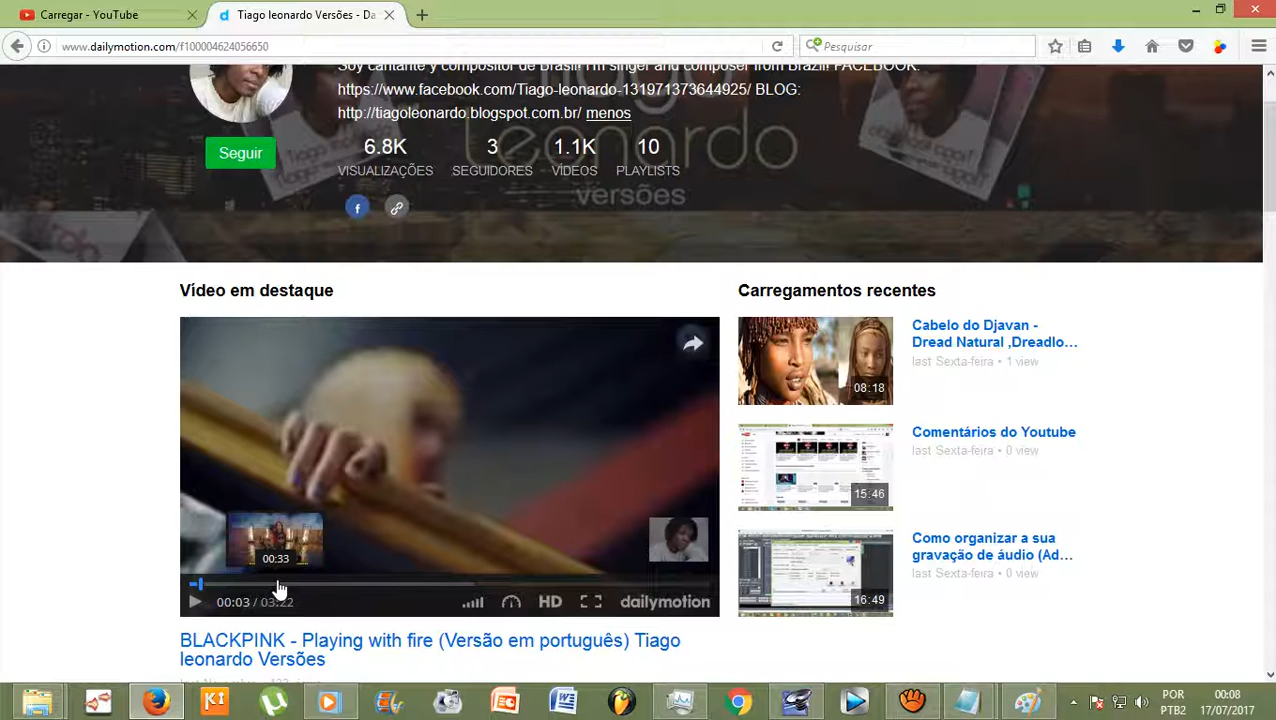 Carregar - YouTube
Tiago leonardo Versões - Da
www.dailymotion.com/f100004624056650
Pesquisar
Soy cantante y compositor de Brasil! I'm singer and composer from Brazil! FACEBOOK:
https://www.facebook.com/Tiago-leonardo-131971373644925/ BLOG:
http://tiagoleonardo.blogspot.com.br/ menos
Seguir
6.8K
3
1.1K
10
VISUALIZAÇÕES
SEGUIDORES
VÍDEOS
PLAYLISTS
Leonardo
versões
Vídeo em destaque
Carregamentos recentes
00:33
00:03 / 03:22
HD
dailymotion
BLACKPINK - Playing with fire (Versão em português) Tiago
leonardo Versões
08:18
Cabelo do Djavan -
Dread Natural ,Dreadlo...
last Sexta-feira • 1 view
15:46
Comentários do Youtube
last Sexta-feira • 0 view
16:49
Como organizar a sua
gravação de áudio (Ad...
last Sexta-feira • 0 view
POR
PTB2
00:08
17/07/2017